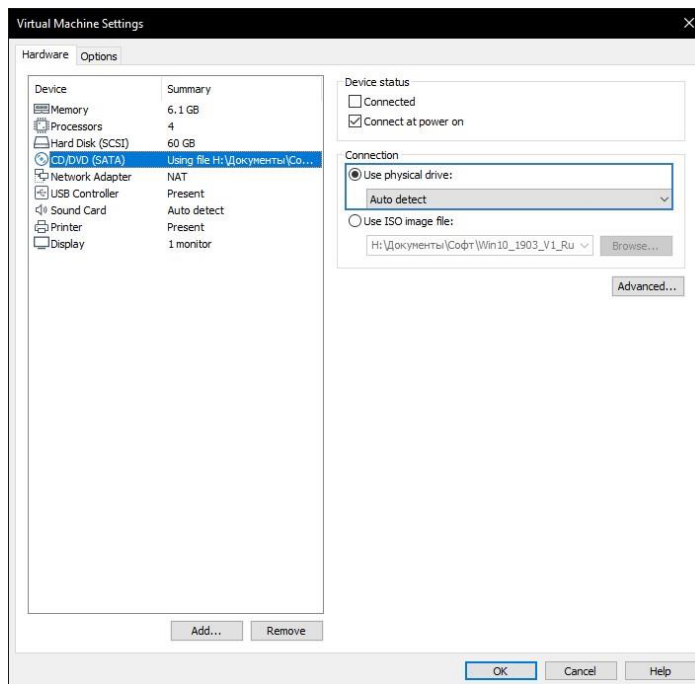 Virtual Machine Settings
Hardware Options
Device Summary
Memory 6.1 GB
Processors 4
Hard Disk (SCSI) 60 GB
CD/DVD (SATA) Using file H:\Документы\Со...
Network Adapter NAT
USB Controller Present
Sound Card Auto detect
Printer Present
Display 1 monitor
Add... Remove
Device status
Connected
Connect at power on
Connection
Use physical drive:
Auto detect
Use ISO image file:
H:\Документы\Софт\Win10_1903_V1_Ru Browse...
Advanced...
OK Cancel Help